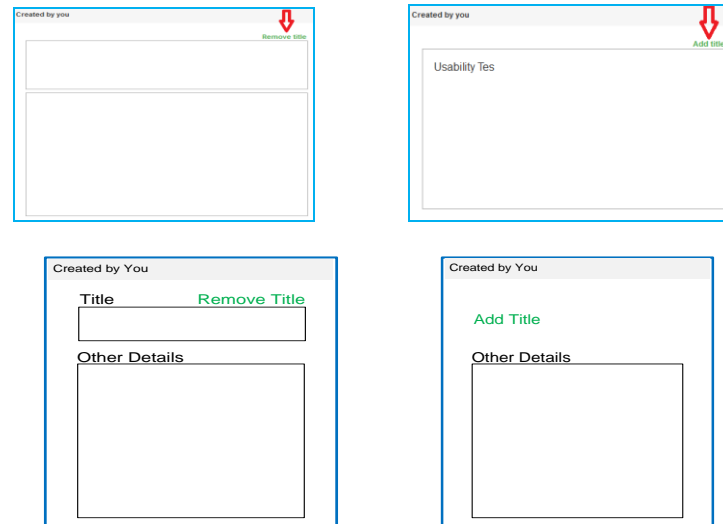 Created by you
Remove title
Created by you
Add title
Usability Tes
Created by You
Title
Remove Title
Other Details
Created by You
Add Title
Other Details